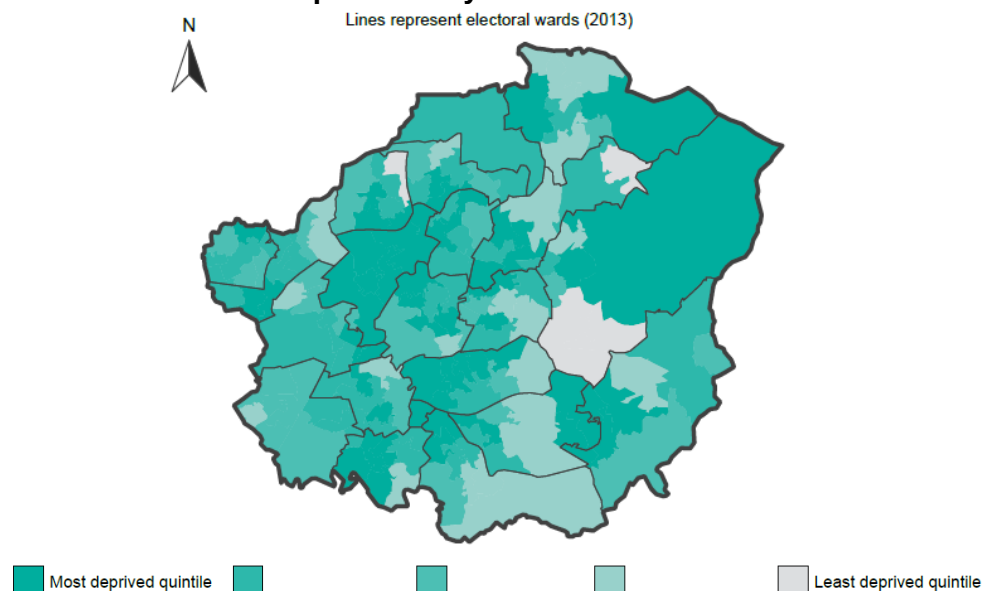 Lines represent electoral wards (2013)
N
Most deprived quintile
Least deprived quintile